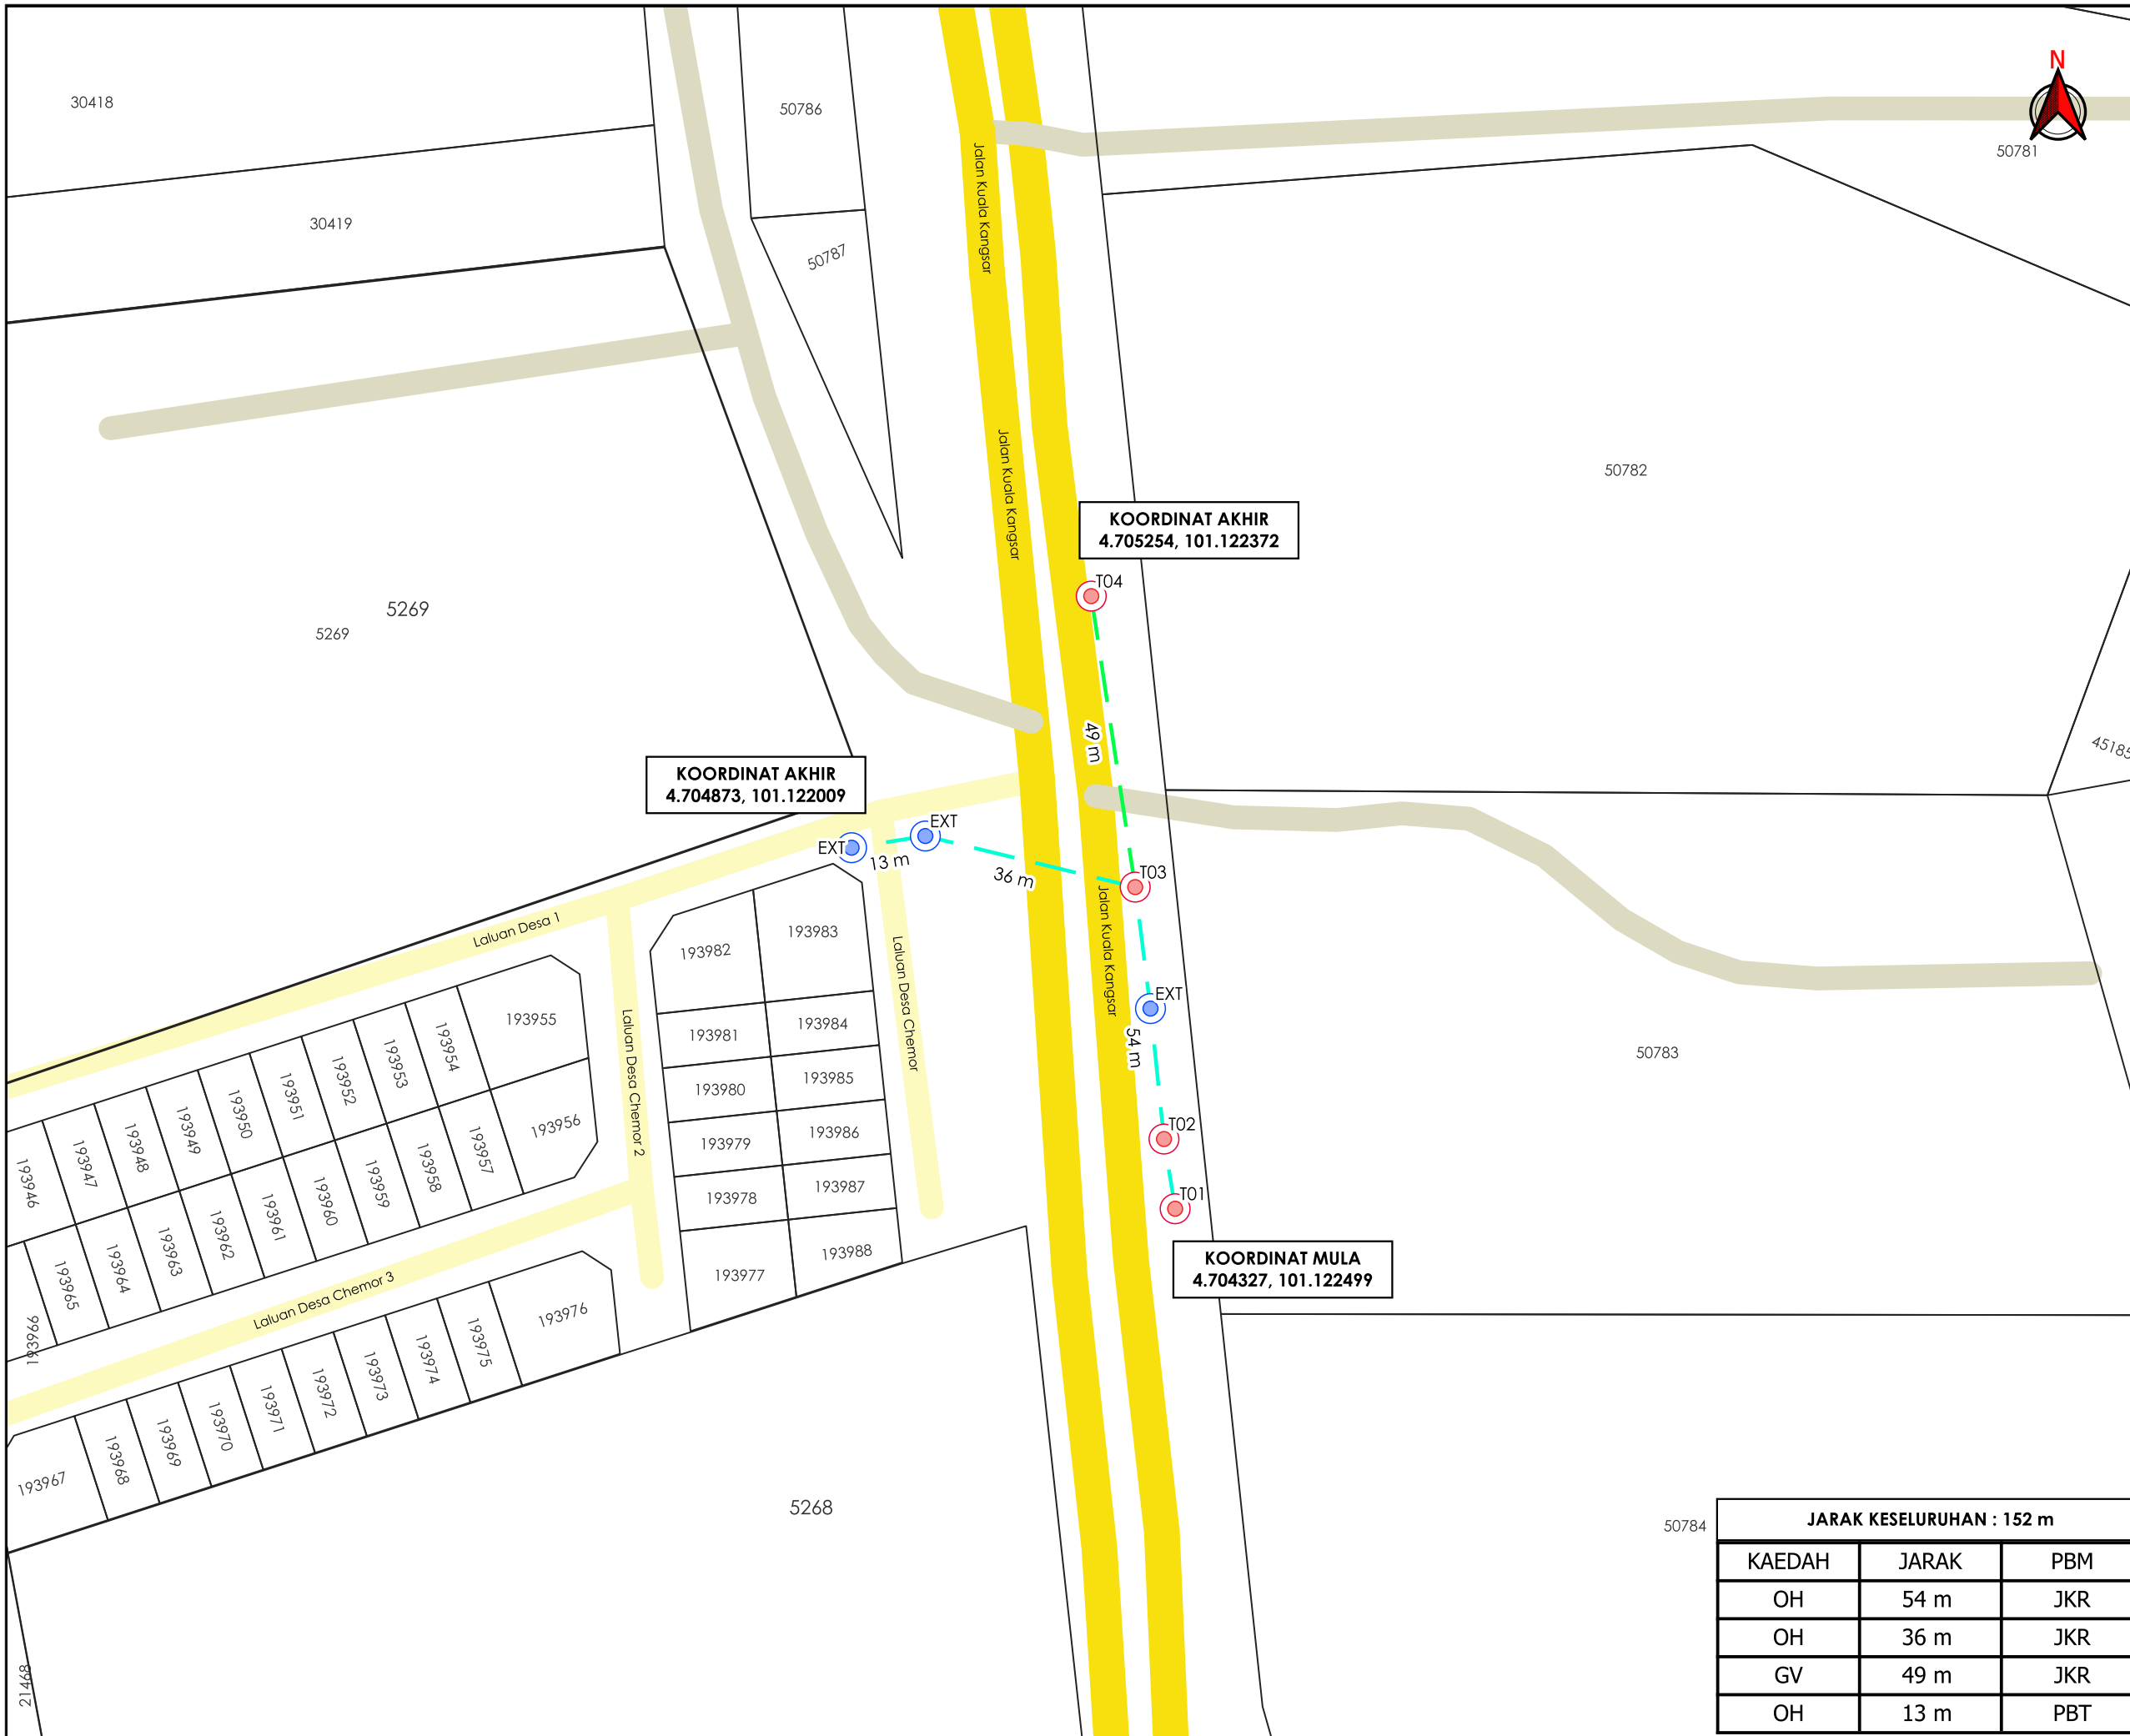 N
30418
50786
50781
30419
50787
Jalan Kuala Kangsar
50782
Jalan Kuala Kangsar
KOORDINAT AKHIR
4.705254, 101.122372
T04
5269
5269
49 m
45185
KOORDINAT AKHIR
4.704873, 101.122009
EXT
EXT
13 m
36 m
T03
Jalan Kuala Kangsar
Laluan Desa 1
193982
193983
Laluan Desa Chemor
EXT
54 m
50783
193955
193981
193984
Laluan Desa Chemor 2
193954
193953
193952
193951
193950
193949
193948
193947
193946
193980
193985
193956
193957
193958
193959
193960
193961
193962
193963
193964
193965
193966
193979
193986
T02
193978
193987
T01
193977
193988
KOORDINAT MULA
4.704327, 101.122499
Laluan Desa Chemor 3
193976
193975
193974
193973
193972
193971
193970
193969
193968
193967
5268
50784
21468
JARAK KESELURUHAN : 152 m
KAEDAH JARAK PBM
OH 54 m JKR
OH 36 m JKR
GV 49 m JKR
OH 13 m PBT